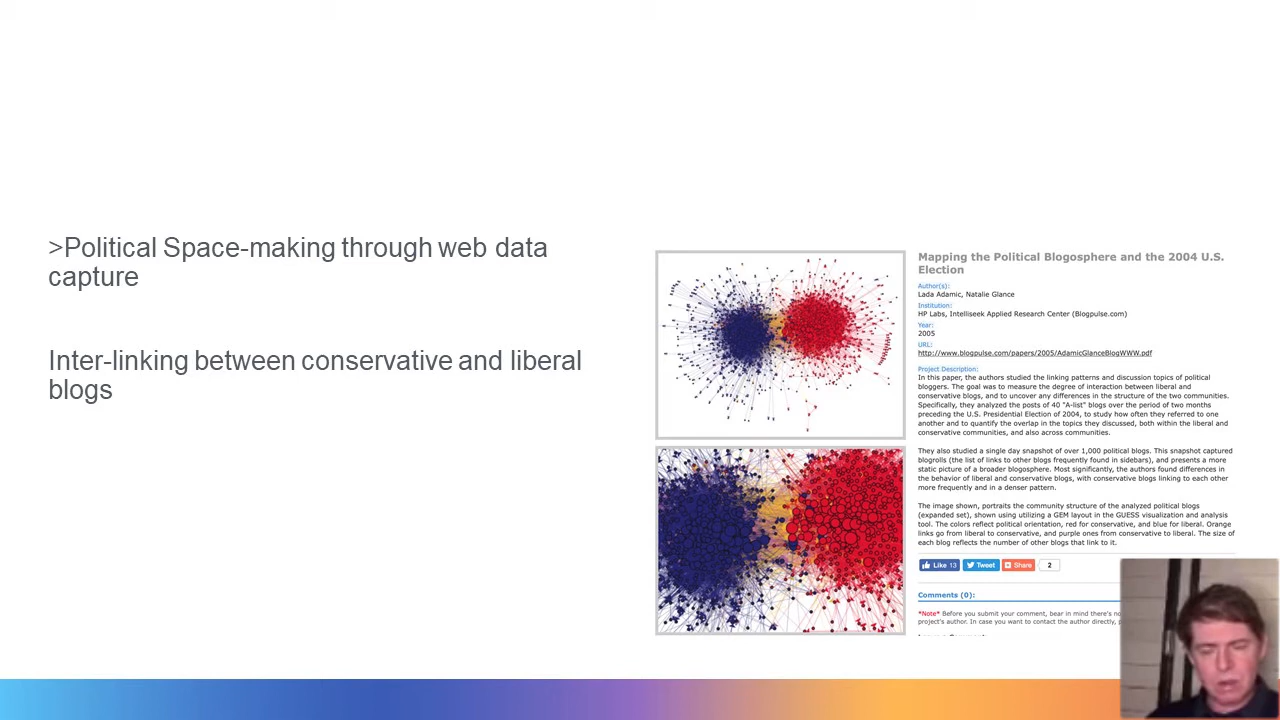 >Political Space-making through web data
capture
Inter-linking between conservative and liberal
blogs
Mapping the Political Blogosphere and the 2004 U.S.
Election
Author(s):
Lada Adamic, Natalie Glance
Institution:
HP Labs, Intelliseek Applied Research Center (Blogpulse.com)
Year:
2005
URL:
http://www.blogpulse.com/papers/2005/AdamicGlanceBlogWWW.pdf
Project Description:
In this paper, the authors studied the linking patterns and discussion topics of political
bloggers. The goal was to measure the degree of interaction between liberal and
conservative blogs, and to uncover any differences in the structure of the two communities.
Specifically, they analyzed the posts of 40 "A-list" blogs over the period of two months
preceding the U.S. Presidential Election of 2004, to study how often they referred to one
another and to quantify the overlap in the topics they discussed, both within the liberal and
conservative communities, and also across communities.
They also studied a single day snapshot of over 1,000 political blogs. This snapshot captured
blogrolls (the list of links to other blogs frequently found in sidebars), and presents a more
static picture of a broader blogosphere. Most significantly, the authors found differences in
the behavior of liberal and conservative blogs, with conservative blogs linking to each other
more frequently and in a denser pattern.
The image shown, portraits the community structure of the analyzed political blogs
(expanded set), shown using utilizing a GEM layout in the GUESS visualization and analysis
tool. The colors reflect political orientation, red for conservative, and blue for liberal. Orange
links go from liberal to conservative, and purple ones from conservative to liberal. The size of
each blog reflects the number of other blogs that link to it.
Like 13 Tweet Share 2
Comments (0):
*Note* Before you submit your comment, bear in mind there's no
project's author. In case you want to contact the author directly,